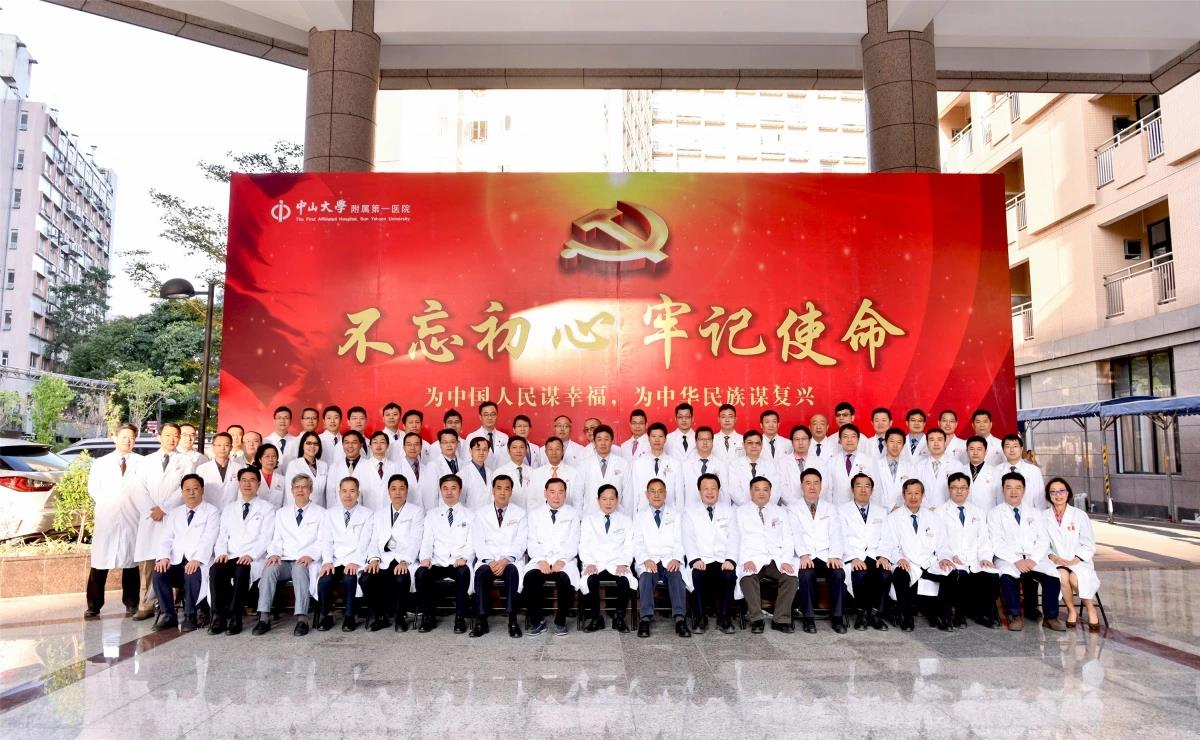 中山大學附属第一医院
The First Affiliated Hospital, Sun Yat-sen University
不忘初心 牢记使命
为中国人民谋幸福，为中华民族谋复兴